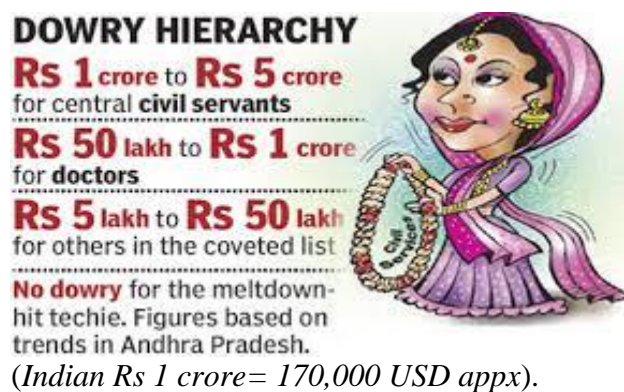 DOWRY HIERARCHY
Rs 1 crore to Rs 5 crore
for central civil servants
Rs 50 lakh to Rs 1 crore
for doctors
Rs 5 lakh to Rs 50 lakh
for others in the coveted list
Civil
Services
No dowry for the meltdown-
hit techie. Figures based on
trends in Andhra Pradesh.
(Indian Rs 1 crore= 170,000 USD appx).